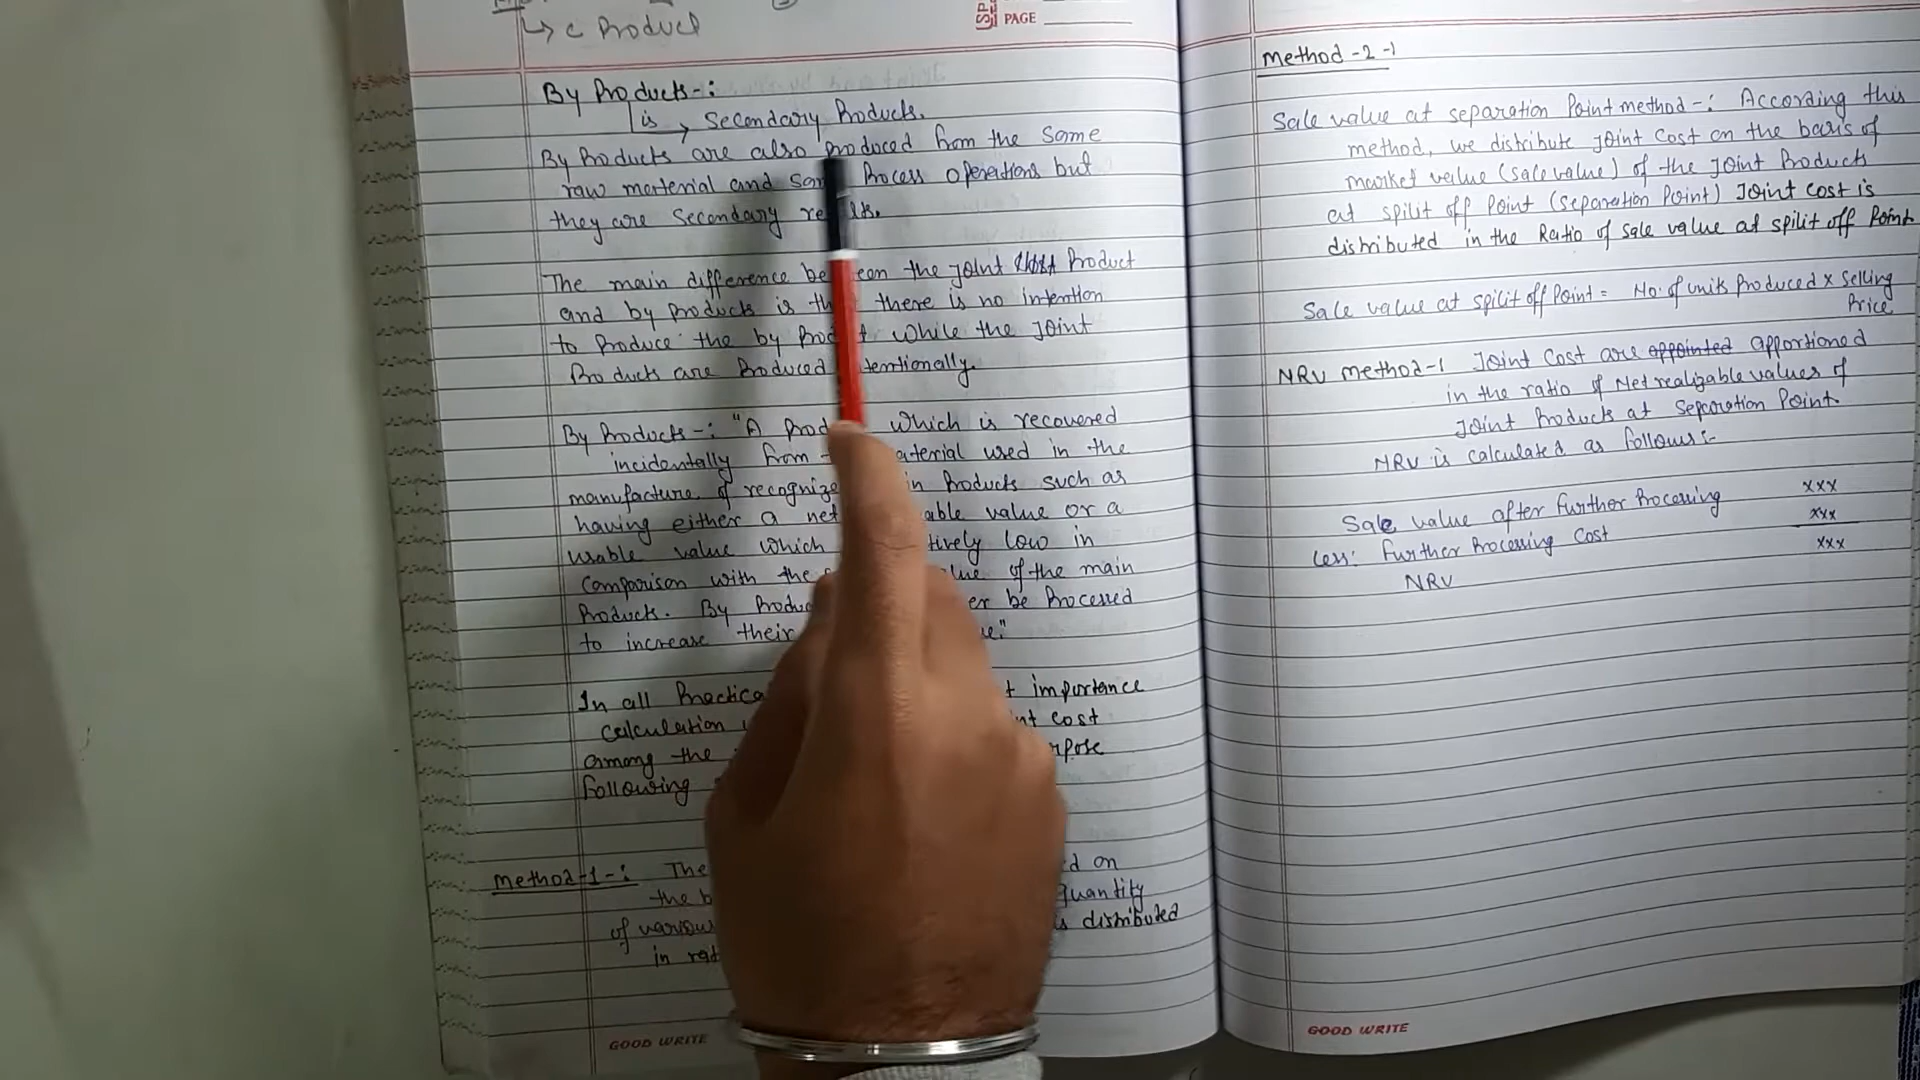 ↳ c Product
PAGE
By Products-:
is → Secondary Products.
By Products are also produced from the same
raw material and same Process operations but
they are Secondary results.
The main difference between the joint Product
and by products is there is no intention
to produce the by Product while the joint
Products are Produced intentionally.
By Products-: "A Product which is recovered
incidentally from material used in the
manufacture of recognize in Products such as
having either a net able value or a
usable value which tively low in
comparison with the of the main
Products. By Produ er be Processed
to increase their
In all Practica importance
calculation cost
among the rpose
following
Method-1-: The d on
the b quantity
of various distributed
in rat
GOOD WRITE
Method-2-1
Sale value at separation Point method-: According this
method, we distribute joint cost on the basis of
market value (sale value) of the joint Products
at spilit off Point (separation Point) Joint cost is
distributed in the Ratio of sale value at spilit off Point
Sale value at spilit off Point = No. of units Produced x Selling
Price
NRV method-1 Joint Cost are appointed apportioned
in the ratio of Net realizable values of
Joint Products at Separation Point.
NRV is calculated as follows:-
Sale value after further Processing xxx
Less: Further Processing Cost xxx
NRV xxx
GOOD WRITE